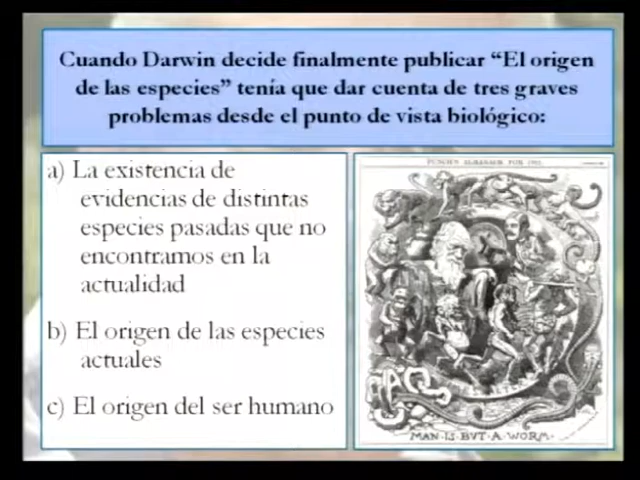 Cuando Darwin decide finalmente publicar “El origen
de las especies” tenía que dar cuenta de tres graves
problemas desde el punto de vista biológico:
a) La existencia de
evidencias de distintas
especies pasadas que no
encontramos en la
actualidad
b) El origen de las especies
actuales
c) El origen del ser humano
PUNCH'S ALMANACK FOR 1882.
MAN·IS·BVT·A·WORM·